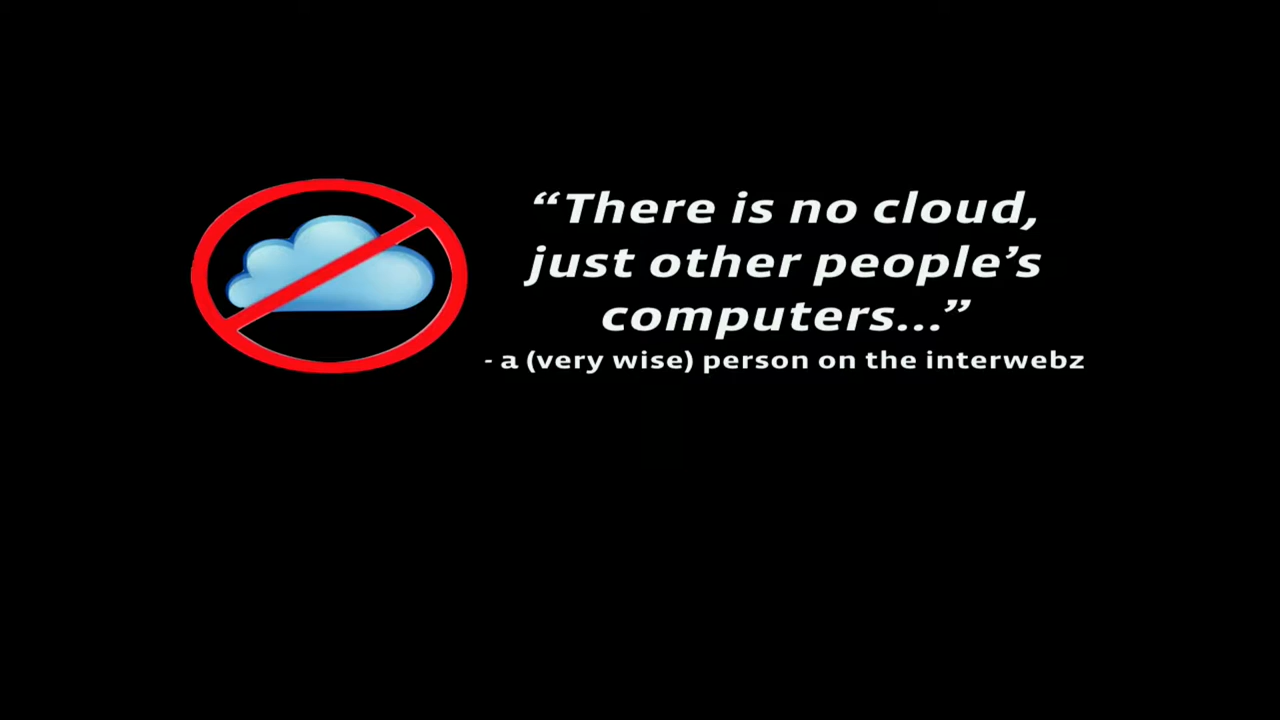 “There is no cloud,
just other people’s
computers...”
- a (very wise) person on the interwebz